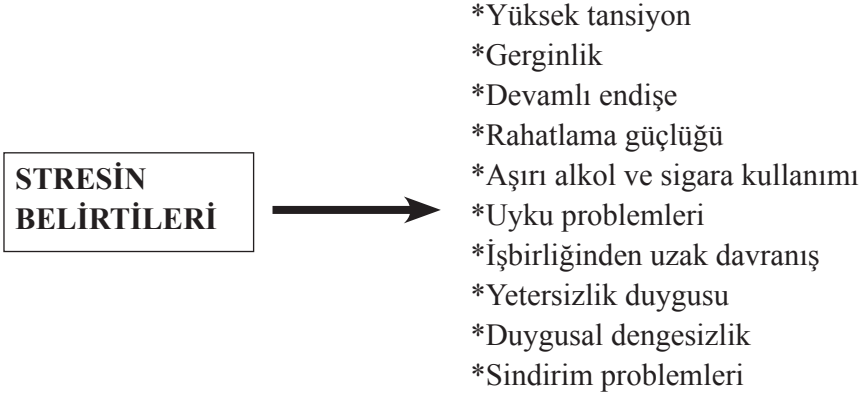 STRESİN
BELİRTİLERİ
*Yüksek tansiyon
*Gerginlik
*Devamlı endişe
*Rahatlama güçlüğü
*Aşırı alkol ve sigara kullanımı
*Uyku problemleri
*İşbirliğinden uzak davranış
*Yetersizlik duygusu
*Duygusal dengesizlik
*Sindirim problemleri